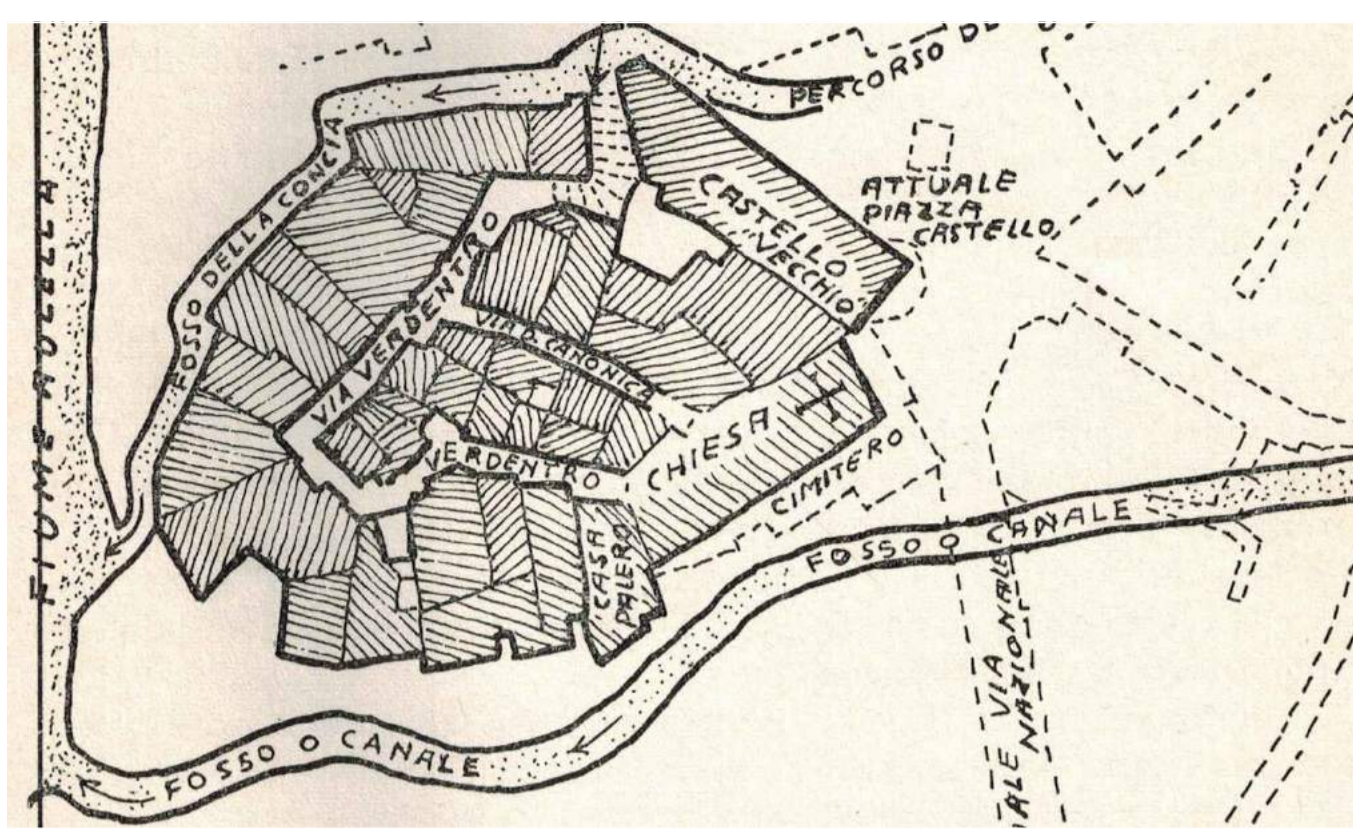 PERCORSO
ATTUALE
PIAZZA
CASTELLO
CASTELLO
"VECCHIO"
FOSSO DELLA CONCIA
FIUME AULELLA
VIA VERDENTRO
VIA D. CANONICA
VERDENTRO
CHIESA
CIMITERO
CASA
PALERO
FOSSO O CANALE
FOSSO O CANALE
VIA
NAZIONALE